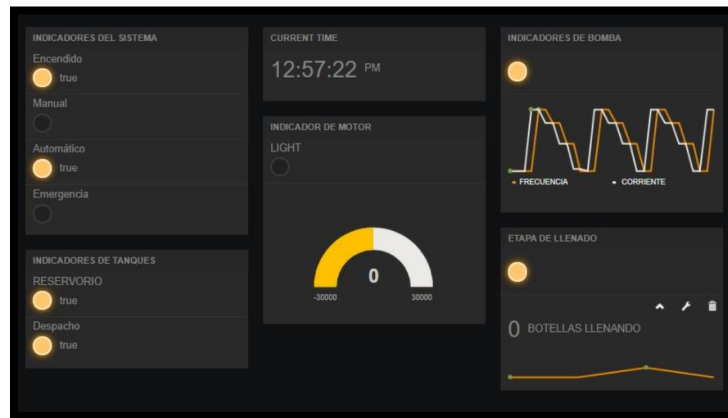 INDICADORES DEL SISTEMA
Encendido
true
Manual
Automático
true
Emergencia
INDICADORES DE TANQUES
RESERVORIO
true
Despacho
true
CURRENT TIME
12:57:22 PM
INDICADOR DE MOTOR
LIGHT
0
-30000 30000
INDICADORES DE BOMBA
FRECUENCIA CORRIENTE
ETAPA DE LLENADO
0 BOTELLAS LLENANDO